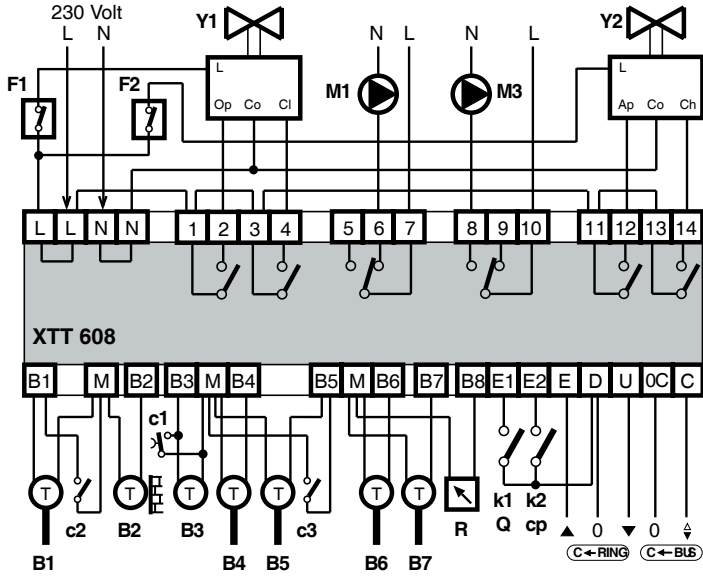 230 Volt
L N
Y1
N L
N
L
Y2
F1
F2
L
M1
M3
L
Op Co Cl
Ap Co Ch
L L N N 1 2 3 4 5 6 7 8 9 10 11 12 13 14
XTT 608
B1 M B2 B3 M B4 B5 M B6 B7 B8 E1 E2 E D U 0C C
c1
T T T T T T T
c2 B2 B3 c3 R
k1 k2
Q cp
▲ 0 ▼ 0
B1 B4 B5 B6 B7
C←RING C←BUS